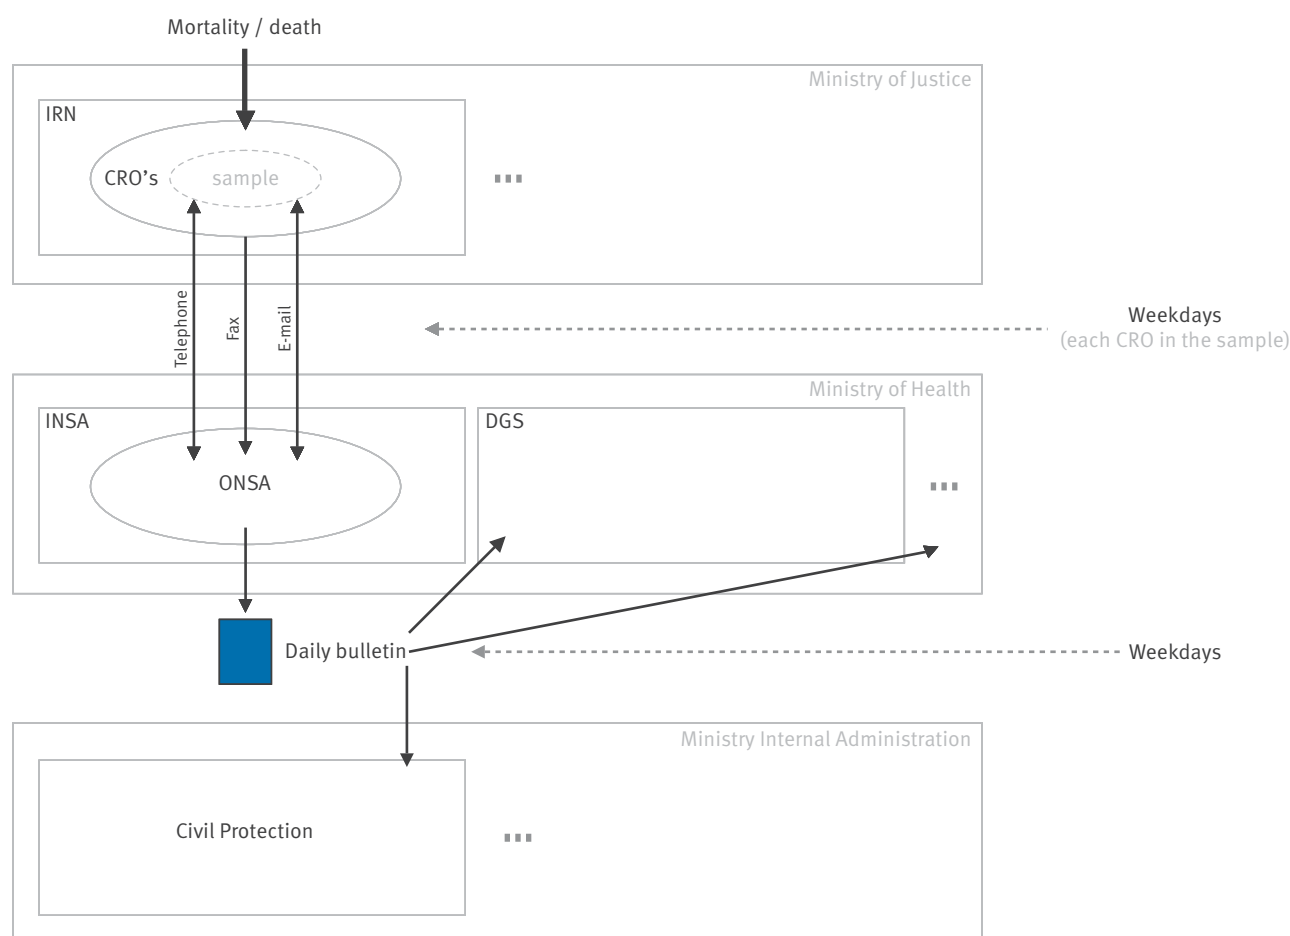 Mortality / death
Ministry of Justice
IRN
CRO's
sample
Telephone
Fax
E-mail
Weekdays
(each CRO in the sample)
Ministry of Health
INSA
DGS
ONSA
Daily bulletin
Weekdays
Ministry Internal Administration
Civil Protection